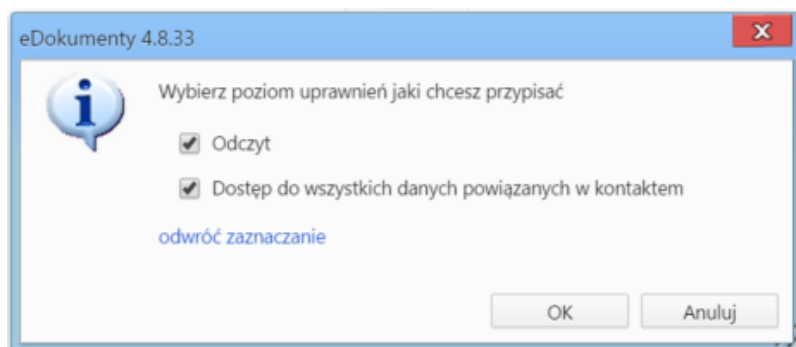 eDokumenty 4.8.33
Wybierz poziom uprawnień jaki chcesz przypisać
Odczyt
Dostęp do wszystkich danych powiązanych w kontaktem
odwróć zaznaczanie
OK Anuluj